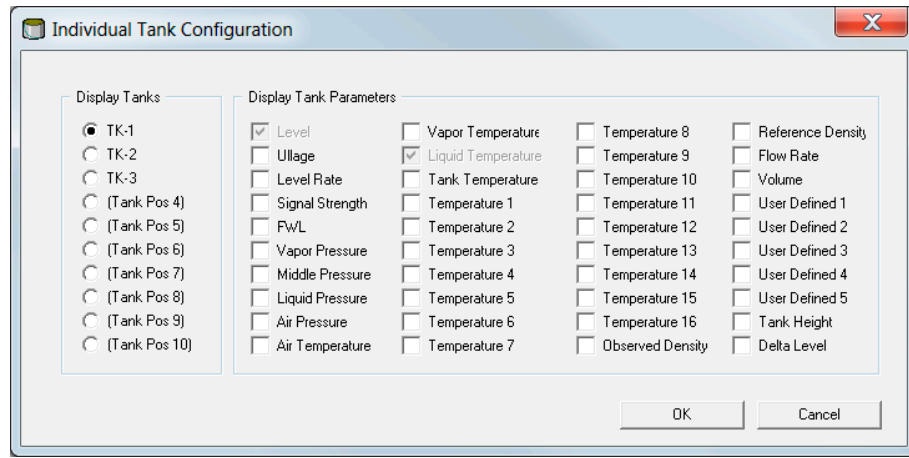 Individual Tank Configuration
Display Tanks
TK-1
TK-2
TK-3
(Tank Pos 4)
(Tank Pos 5)
(Tank Pos 6)
(Tank Pos 7)
(Tank Pos 8)
(Tank Pos 9)
(Tank Pos 10)
Display Tank Parameters
Level
Ullage
Level Rate
Signal Strength
FWL
Vapor Pressure
Middle Pressure
Liquid Pressure
Air Pressure
Air Temperature
Vapor Temperature
Liquid Temperature
Tank Temperature
Temperature 1
Temperature 2
Temperature 3
Temperature 4
Temperature 5
Temperature 6
Temperature 7
Temperature 8
Temperature 9
Temperature 10
Temperature 11
Temperature 12
Temperature 13
Temperature 14
Temperature 15
Temperature 16
Observed Density
Reference Density
Flow Rate
Volume
User Defined 1
User Defined 2
User Defined 3
User Defined 4
User Defined 5
Tank Height
Delta Level
OK
Cancel